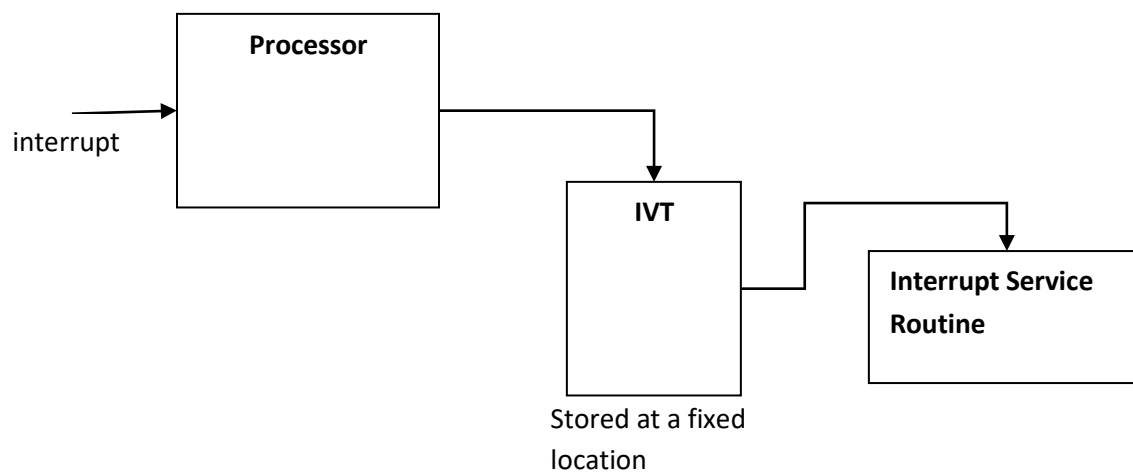 Processor
interrupt
IVT
Interrupt Service
Routine
Stored at a fixed
location